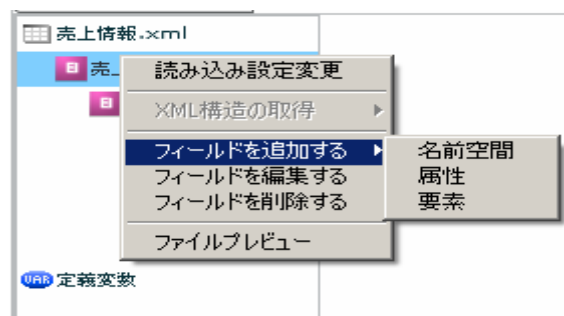 売上情報.xml
売
読み込み設定変更
XML構造の取得
フィールドを追加する
名前空間
フィールドを編集する
属性
フィールドを削除する
要素
ファイルプレビュー
VAR 定義変数